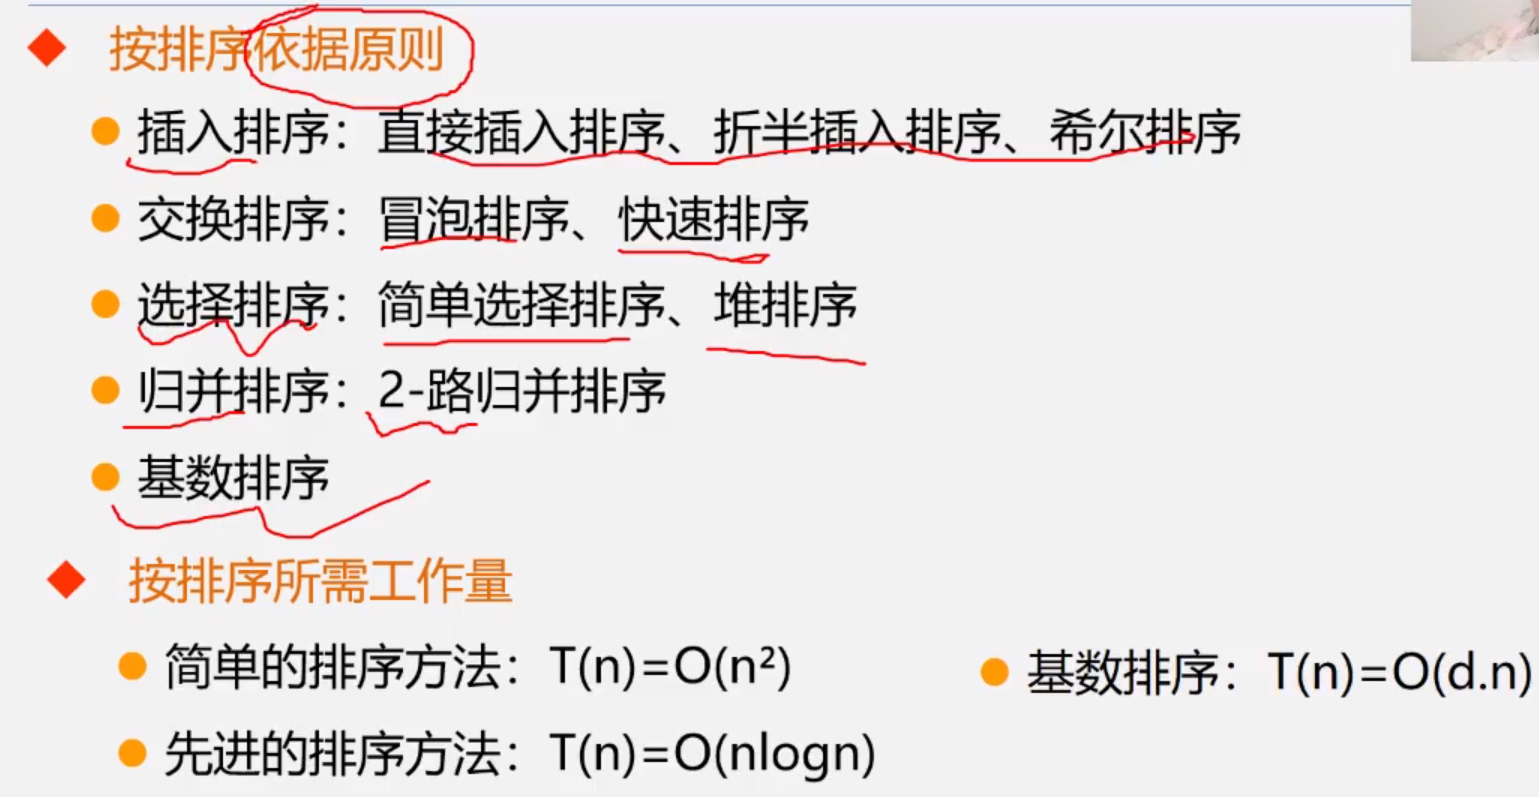 按排序依据原则
插入排序：直接插入排序、折半插入排序、希尔排序
交换排序：冒泡排序、快速排序
选择排序：简单选择排序、堆排序
归并排序：2-路归并排序
基数排序
按排序所需工作量
简单的排序方法：T(n)=O(n²)
基数排序：T(n)=O(d.n)
先进的排序方法：T(n)=O(nlogn)